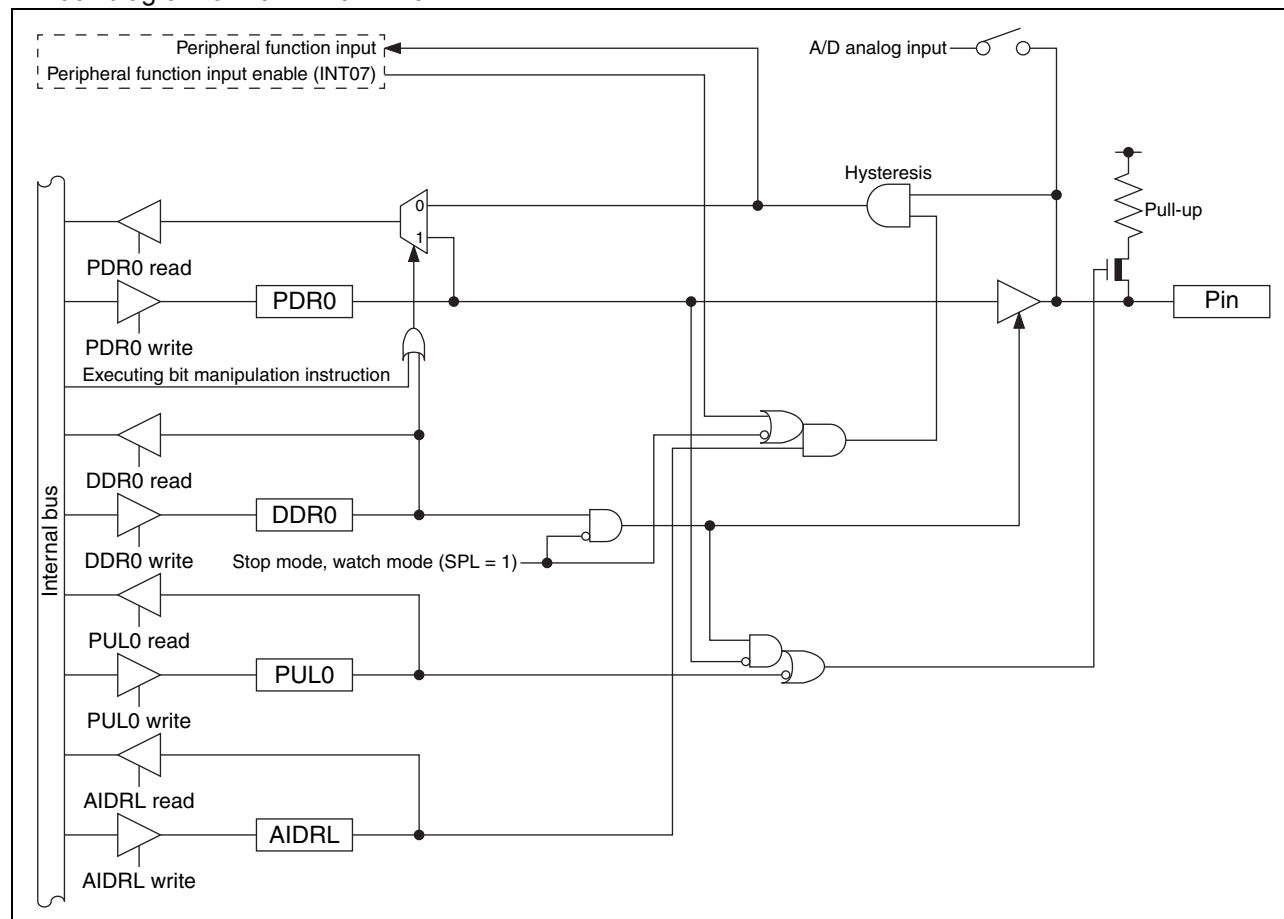 Peripheral function input
Peripheral function input enable (INT07)
A/D analog input
Hysteresis
Pull-up
0
1
PDR0 read
PDR0
Pin
PDR0 write
Executing bit manipulation instruction
DDR0 read
DDR0
DDR0 write
Stop mode, watch mode (SPL = 1)
Internal bus
PUL0 read
PUL0
PUL0 write
AIDRL read
AIDRL
AIDRL write